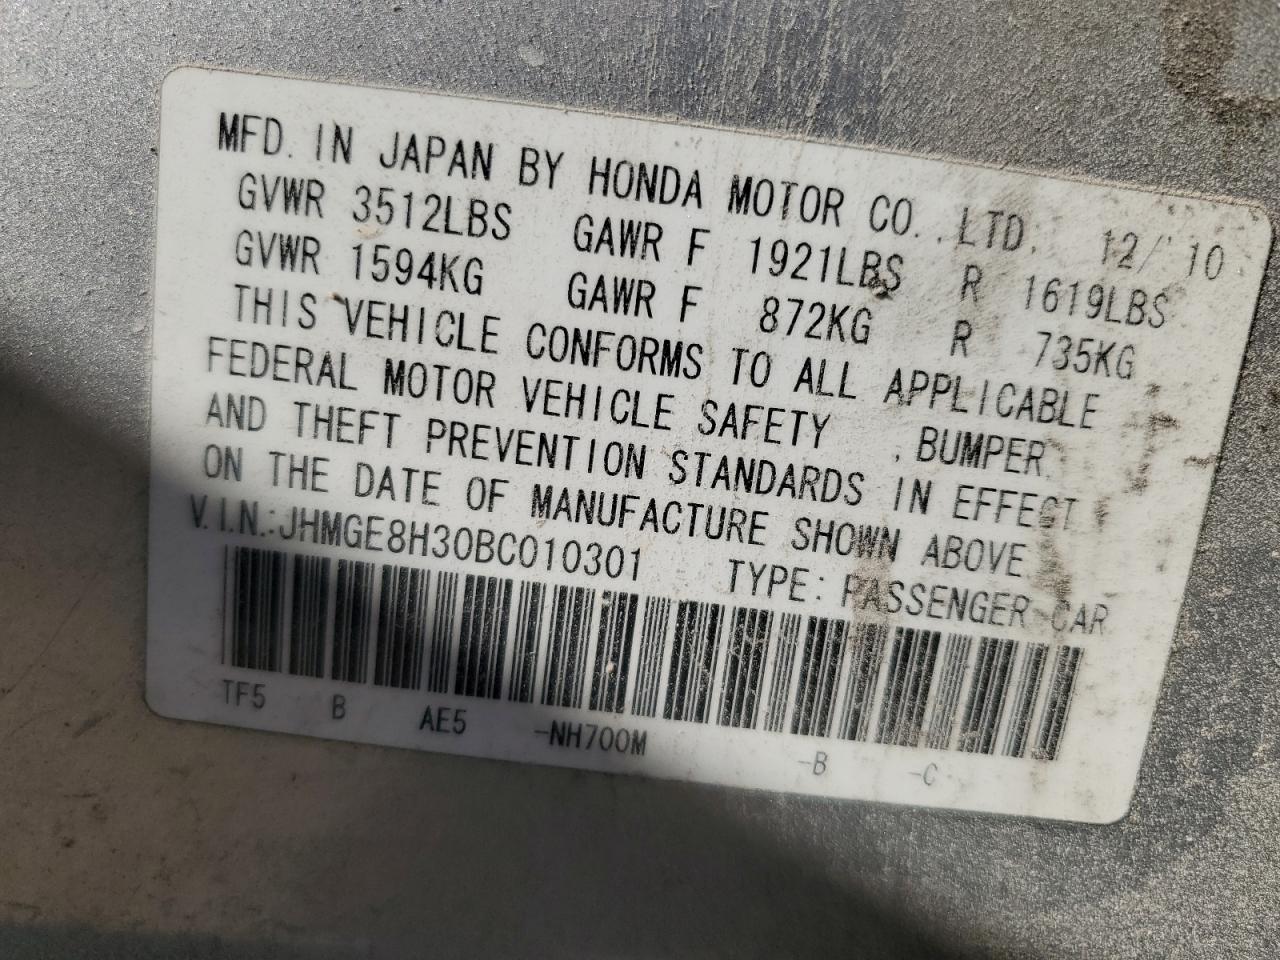 MFD. IN JAPAN BY HONDA MOTOR CO., LTD. 12/ 10
GVWR 3512LBS GAWR F 1921LBS R 1619LBS
GVWR 1594KG GAWR F 872KG R 735KG
THIS VEHICLE CONFORMS TO ALL APPLICABLE
FEDERAL MOTOR VEHICLE SAFETY , BUMPER,
AND THEFT PREVENTION STANDARDS IN EFFECT
ON THE DATE OF MANUFACTURE SHOWN ABOVE.
V.I.N.:JHMGE8H30BC010301 TYPE: PASSENGER CAR
TF5 B AE5 -NH700M -B -C